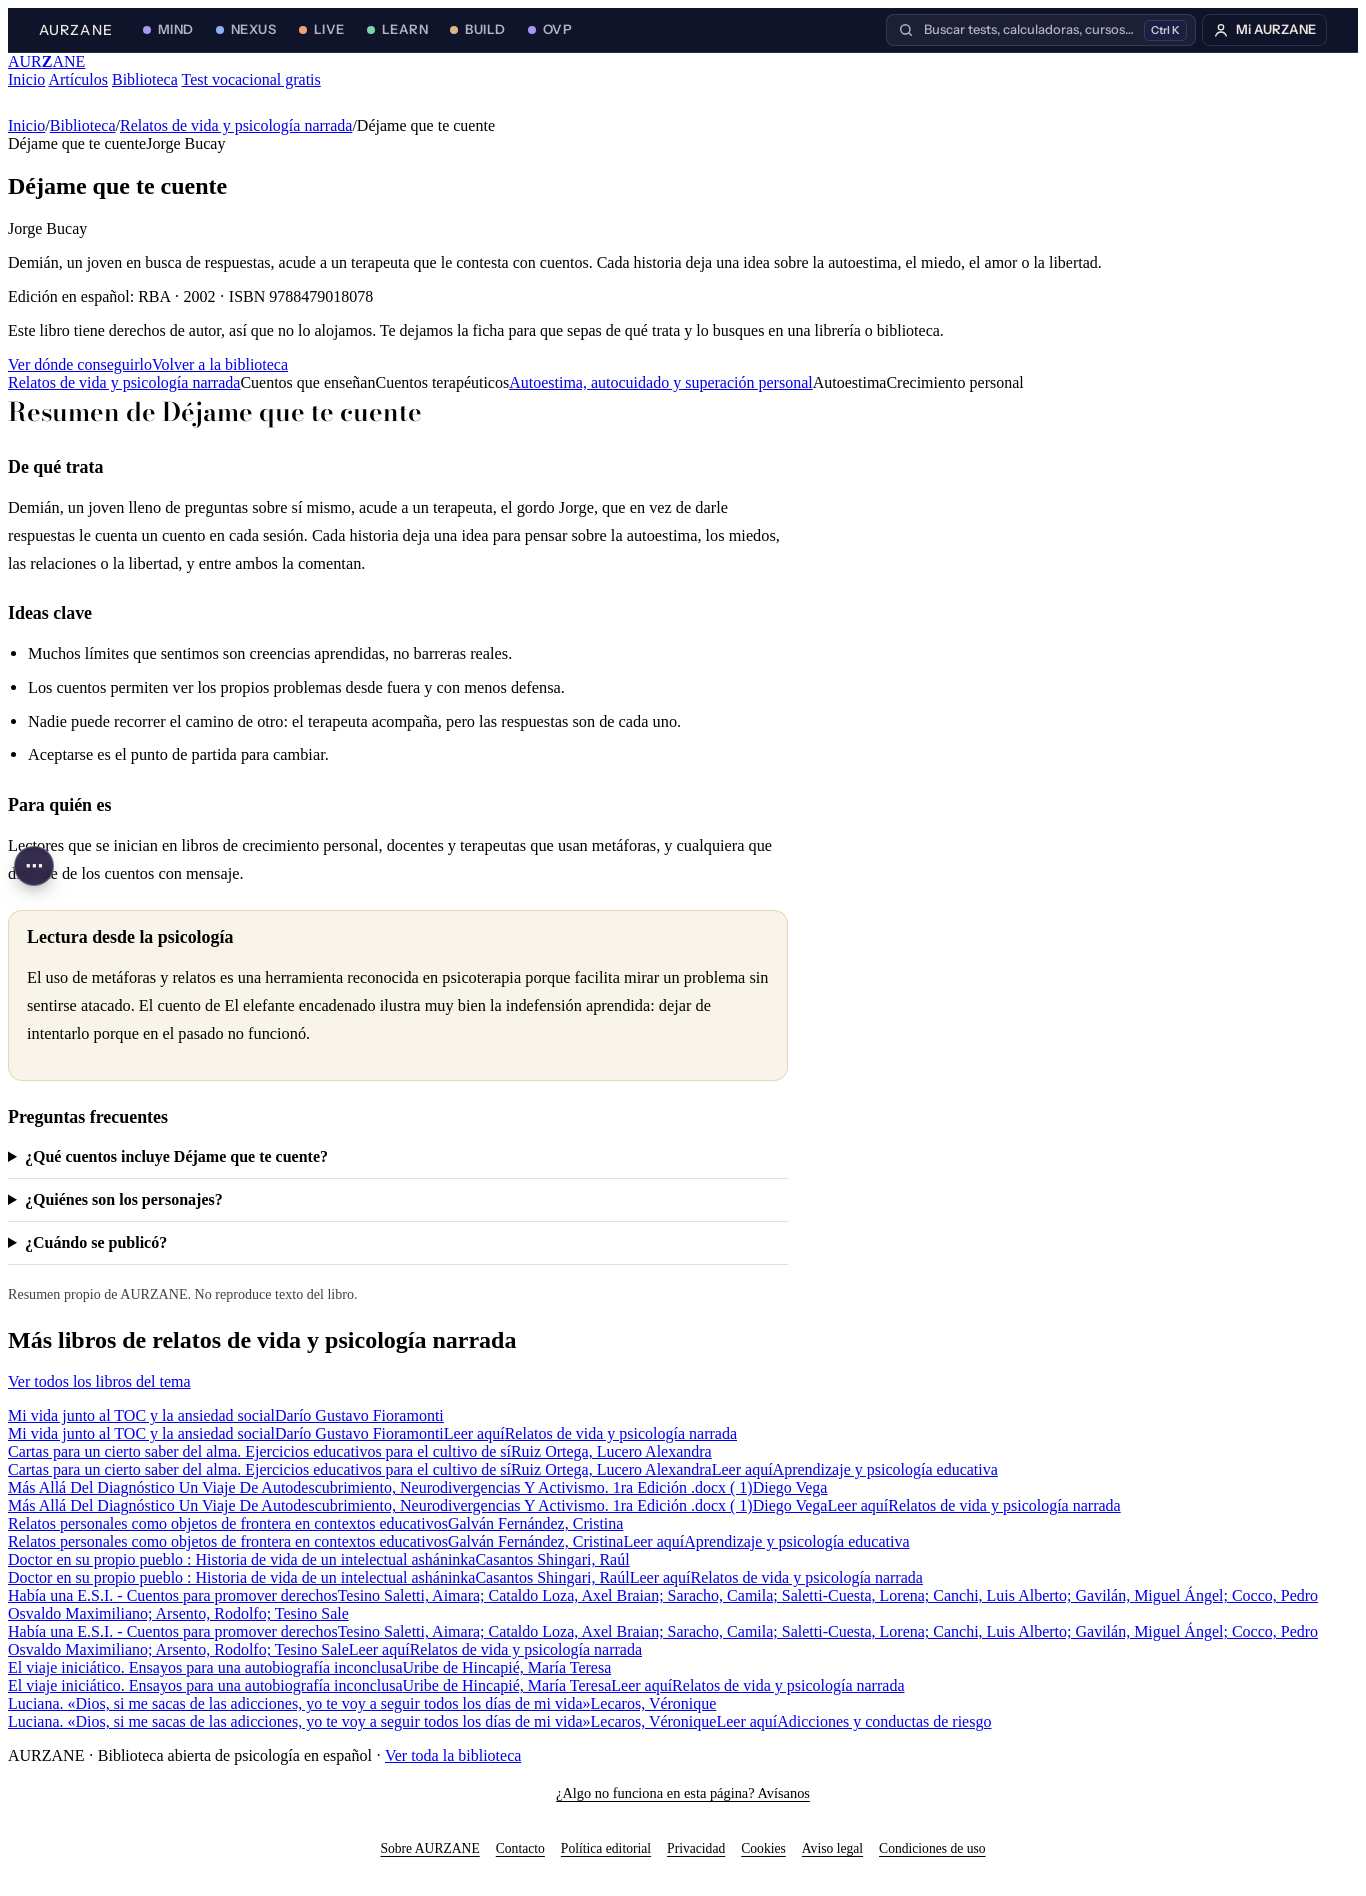 AURZANE MIND NEXUS LIVE LEARN BUILD OVP Buscar tests, calculadoras, cursos... Ctrl K Mi AURZANE
AURZANE
Inicio Artículos Biblioteca Test vocacional gratis
Inicio/Biblioteca/Relatos de vida y psicología narrada/Déjame que te cuente
Déjame que te cuenteJorge Bucay
Déjame que te cuente
Jorge Bucay
Demián, un joven en busca de respuestas, acude a un terapeuta que le contesta con cuentos. Cada historia deja una idea sobre la autoestima, el miedo, el amor o la libertad.
Edición en español: RBA · 2002 · ISBN 9788479018078
Este libro tiene derechos de autor, así que no lo alojamos. Te dejamos la ficha para que sepas de qué trata y lo busques en una librería o biblioteca.
Ver dónde conseguirloVolver a la biblioteca
Relatos de vida y psicología narradaCuentos que enseñanCuentos terapéuticosAutoestima, autocuidado y superación personalAutoestimaCrecimiento personal
Resumen de Déjame que te cuente
De qué trata
Demián, un joven lleno de preguntas sobre sí mismo, acude a un terapeuta, el gordo Jorge, que en vez de darle
respuestas le cuenta un cuento en cada sesión. Cada historia deja una idea para pensar sobre la autoestima, los miedos,
las relaciones o la libertad, y entre ambos la comentan.
Ideas clave
• Muchos límites que sentimos son creencias aprendidas, no barreras reales.
• Los cuentos permiten ver los propios problemas desde fuera y con menos defensa.
• Nadie puede recorrer el camino de otro: el terapeuta acompaña, pero las respuestas son de cada uno.
• Aceptarse es el punto de partida para cambiar.
Para quién es
Lectores que se inician en libros de crecimiento personal, docentes y terapeutas que usan metáforas, y cualquiera que
de los cuentos con mensaje.
Lectura desde la psicología
El uso de metáforas y relatos es una herramienta reconocida en psicoterapia porque facilita mirar un problema sin
sentirse atacado. El cuento de El elefante encadenado ilustra muy bien la indefensión aprendida: dejar de
intentarlo porque en el pasado no funcionó.
Preguntas frecuentes
¿Qué cuentos incluye Déjame que te cuente?
¿Quiénes son los personajes?
¿Cuándo se publicó?
Resumen propio de AURZANE. No reproduce texto del libro.
Más libros de relatos de vida y psicología narrada
Ver todos los libros del tema
Mi vida junto al TOC y la ansiedad socialDarío Gustavo Fioramonti
Mi vida junto al TOC y la ansiedad socialDarío Gustavo FioramontiLeer aquíRelatos de vida y psicología narrada
Cartas para un cierto saber del alma. Ejercicios educativos para el cultivo de síRuiz Ortega, Lucero Alexandra
Cartas para un cierto saber del alma. Ejercicios educativos para el cultivo de síRuiz Ortega, Lucero AlexandraLeer aquíAprendizaje y psicología educativa
Más Allá Del Diagnóstico Un Viaje De Autodescubrimiento, Neurodivergencias Y Activismo. 1ra Edición .docx ( 1)Diego Vega
Más Allá Del Diagnóstico Un Viaje De Autodescubrimiento, Neurodivergencias Y Activismo. 1ra Edición .docx ( 1)Diego VegaLeer aquíRelatos de vida y psicología narrada
Relatos personales como objetos de frontera en contextos educativosGalván Fernández, Cristina
Relatos personales como objetos de frontera en contextos educativosGalván Fernández, CristinaLeer aquíAprendizaje y psicología educativa
Doctor en su propio pueblo : Historia de vida de un intelectual asháninkaCasantos Shingari, Raúl
Doctor en su propio pueblo : Historia de vida de un intelectual asháninkaCasantos Shingari, RaúlLeer aquíRelatos de vida y psicología narrada
Había una E.S.I. - Cuentos para promover derechosTesino Saletti, Aimara; Cataldo Loza, Axel Braian; Saracho, Camila; Saletti-Cuesta, Lorena; Canchi, Luis Alberto; Gavilán, Miguel Ángel; Cocco, Pedro
Osvaldo Maximiliano; Arsento, Rodolfo; Tesino Sale
Había una E.S.I. - Cuentos para promover derechosTesino Saletti, Aimara; Cataldo Loza, Axel Braian; Saracho, Camila; Saletti-Cuesta, Lorena; Canchi, Luis Alberto; Gavilán, Miguel Ángel; Cocco, Pedro
Osvaldo Maximiliano; Arsento, Rodolfo; Tesino SaleLeer aquíRelatos de vida y psicología narrada
El viaje iniciático. Ensayos para una autobiografía inconclusaUribe de Hincapié, María Teresa
El viaje iniciático. Ensayos para una autobiografía inconclusaUribe de Hincapié, María TeresaLeer aquíRelatos de vida y psicología narrada
Luciana. «Dios, si me sacas de las adicciones, yo te voy a seguir todos los días de mi vida»Lecaros, Véronique
Luciana. «Dios, si me sacas de las adicciones, yo te voy a seguir todos los días de mi vida»Lecaros, VéroniqueLeer aquíAdicciones y conductas de riesgo
AURZANE · Biblioteca abierta de psicología en español · Ver toda la biblioteca
¿Algo no funciona en esta página? Avísanos
Sobre AURZANE Contacto Política editorial Privacidad Cookies Aviso legal Condiciones de uso